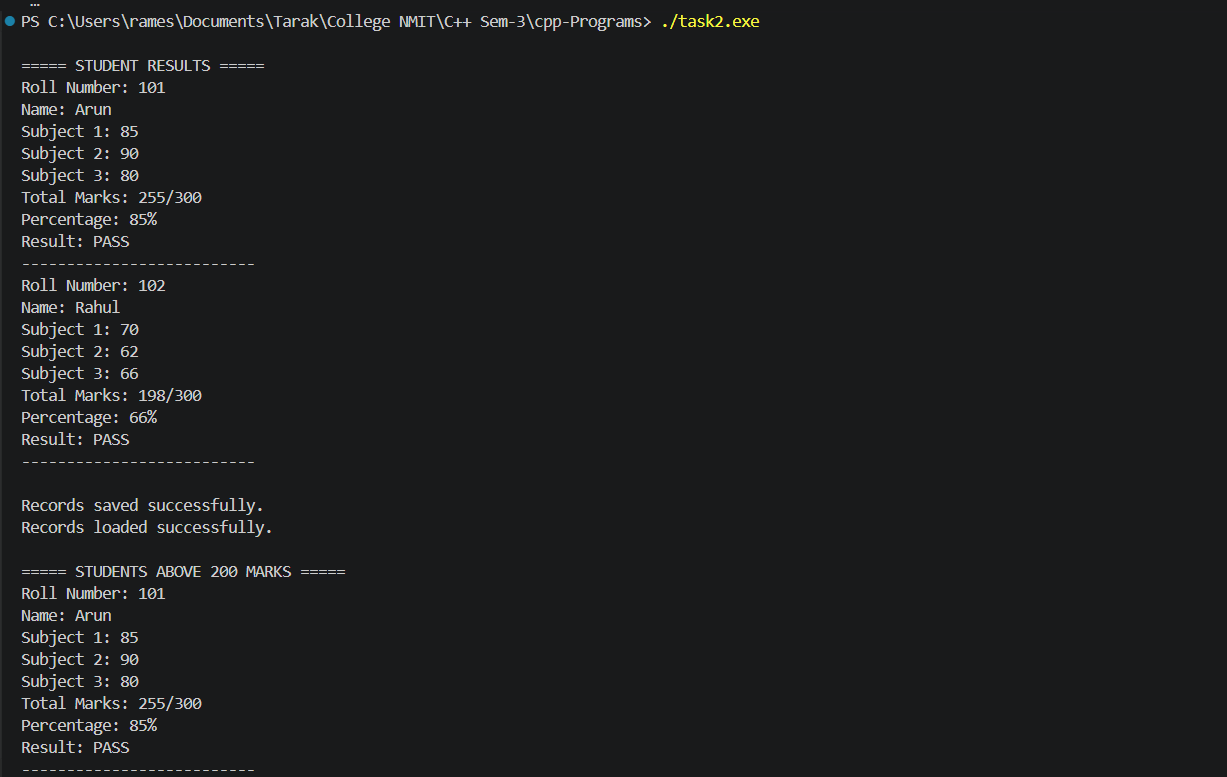 ...
PS C:\Users\rames\Documents\Tarak\College NMIT\C++ Sem-3\cpp-Programs> ./task2.exe
===== STUDENT RESULTS =====
Roll Number: 101
Name: Arun
Subject 1: 85
Subject 2: 90
Subject 3: 80
Total Marks: 255/300
Percentage: 85%
Result: PASS
--------------------------
Roll Number: 102
Name: Rahul
Subject 1: 70
Subject 2: 62
Subject 3: 66
Total Marks: 198/300
Percentage: 66%
Result: PASS
--------------------------
Records saved successfully.
Records loaded successfully.
===== STUDENTS ABOVE 200 MARKS =====
Roll Number: 101
Name: Arun
Subject 1: 85
Subject 2: 90
Subject 3: 80
Total Marks: 255/300
Percentage: 85%
Result: PASS
--------------------------